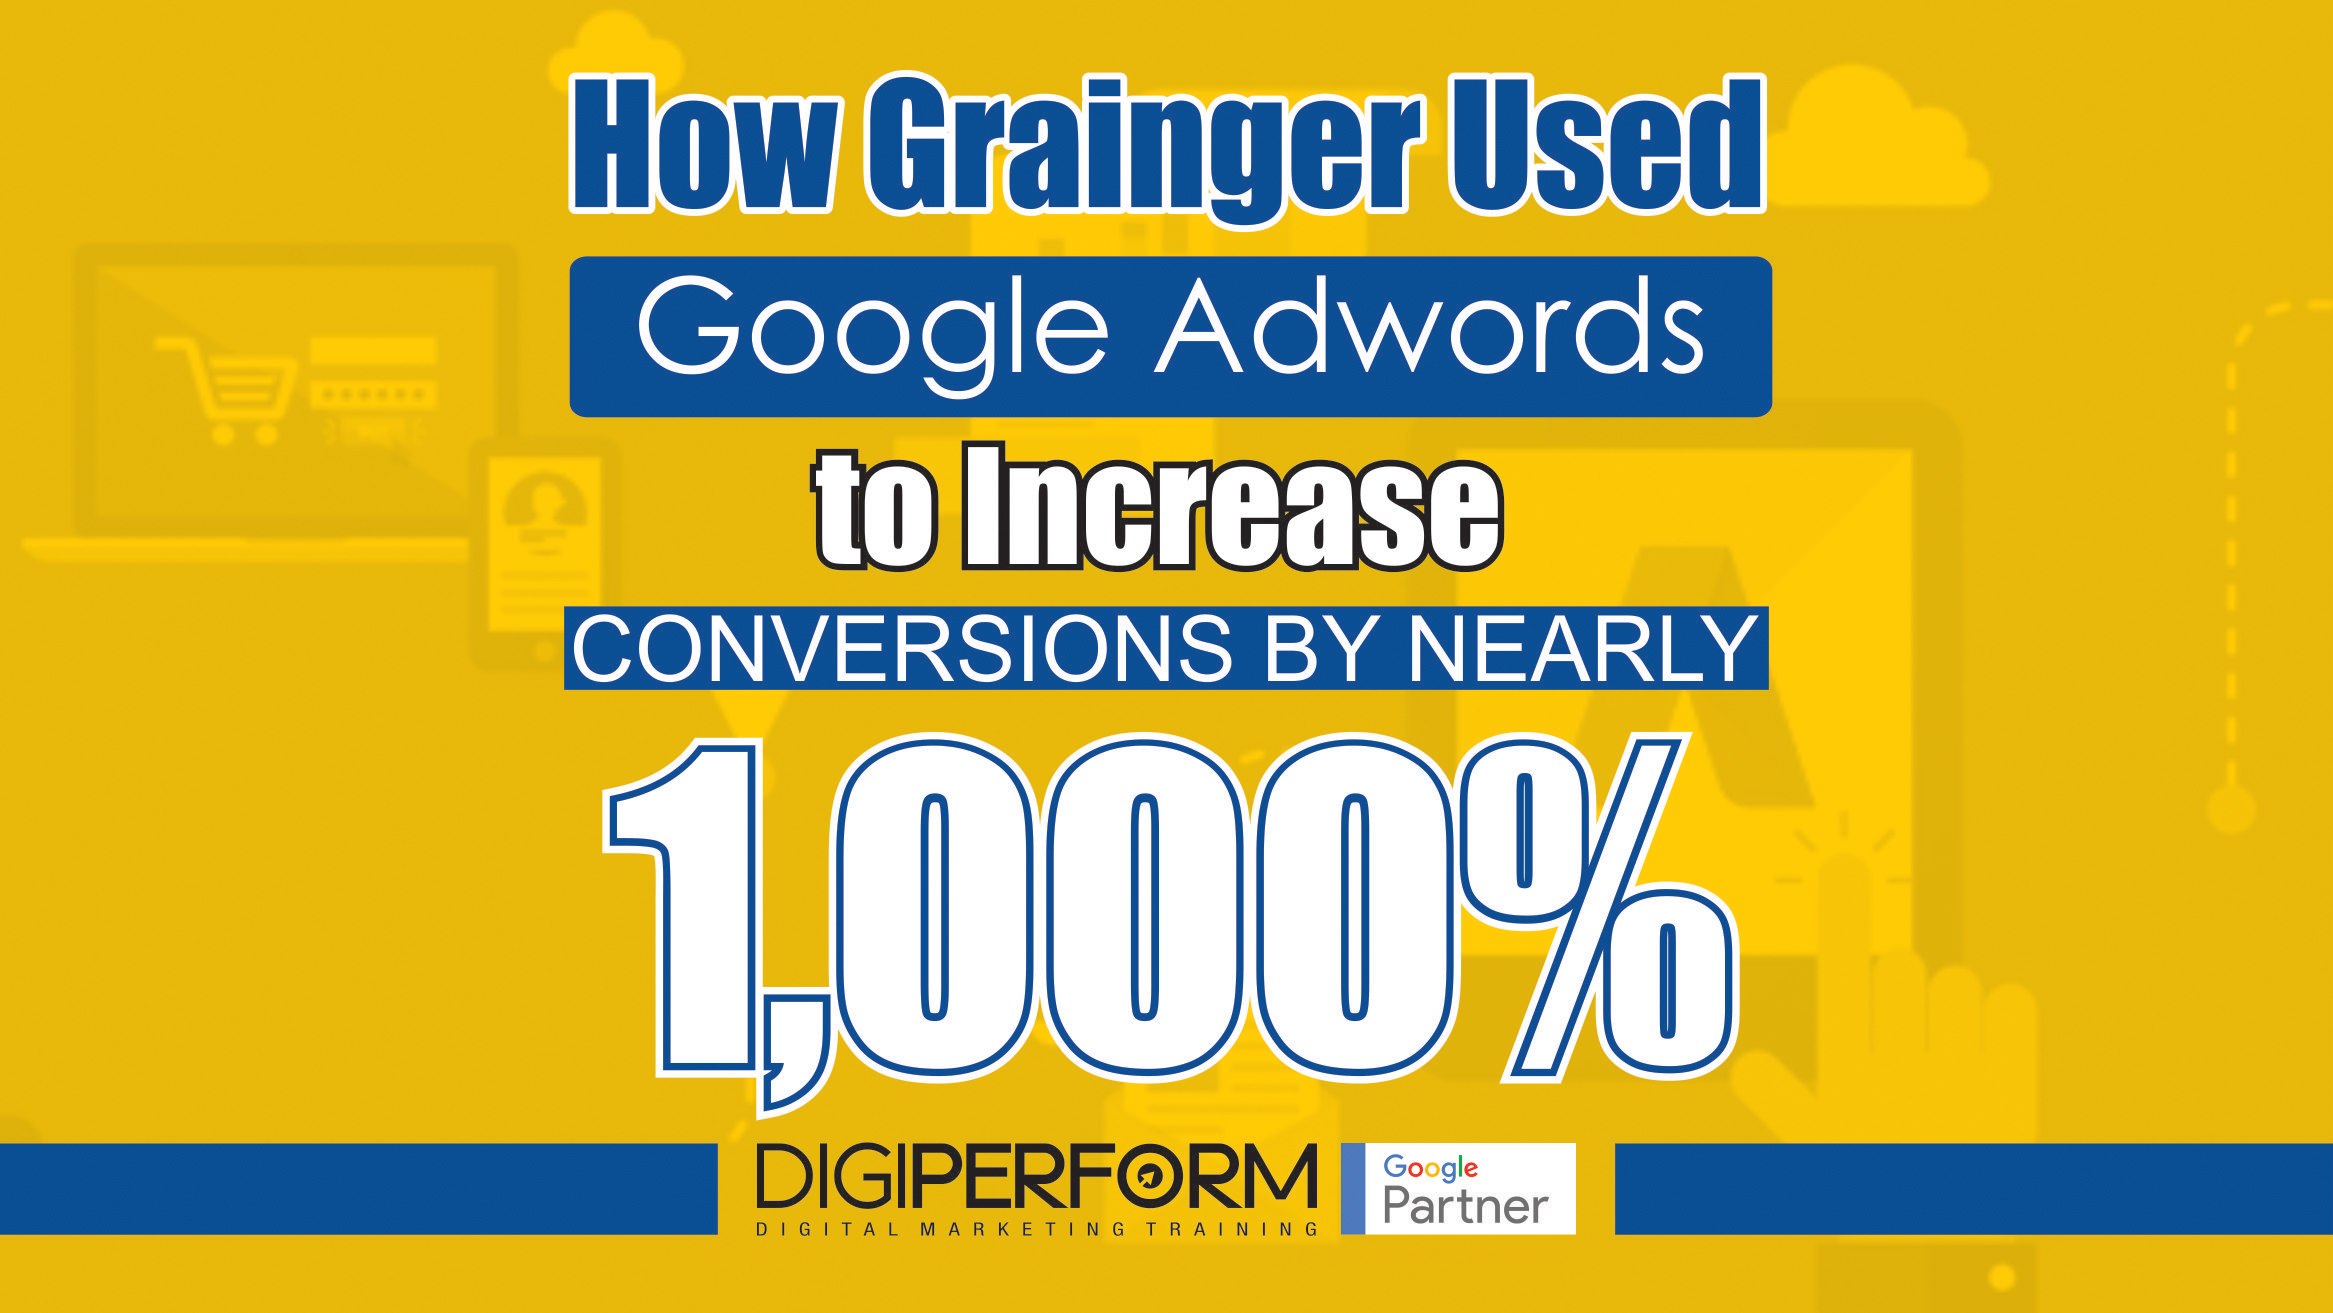 How Grainger Used
Google Adwords
to Increase
CONVERSIONS BY NEARLY
1,000%
DIGIPERFORM
DIGITAL MARKETING TRAINING
Google
Partner